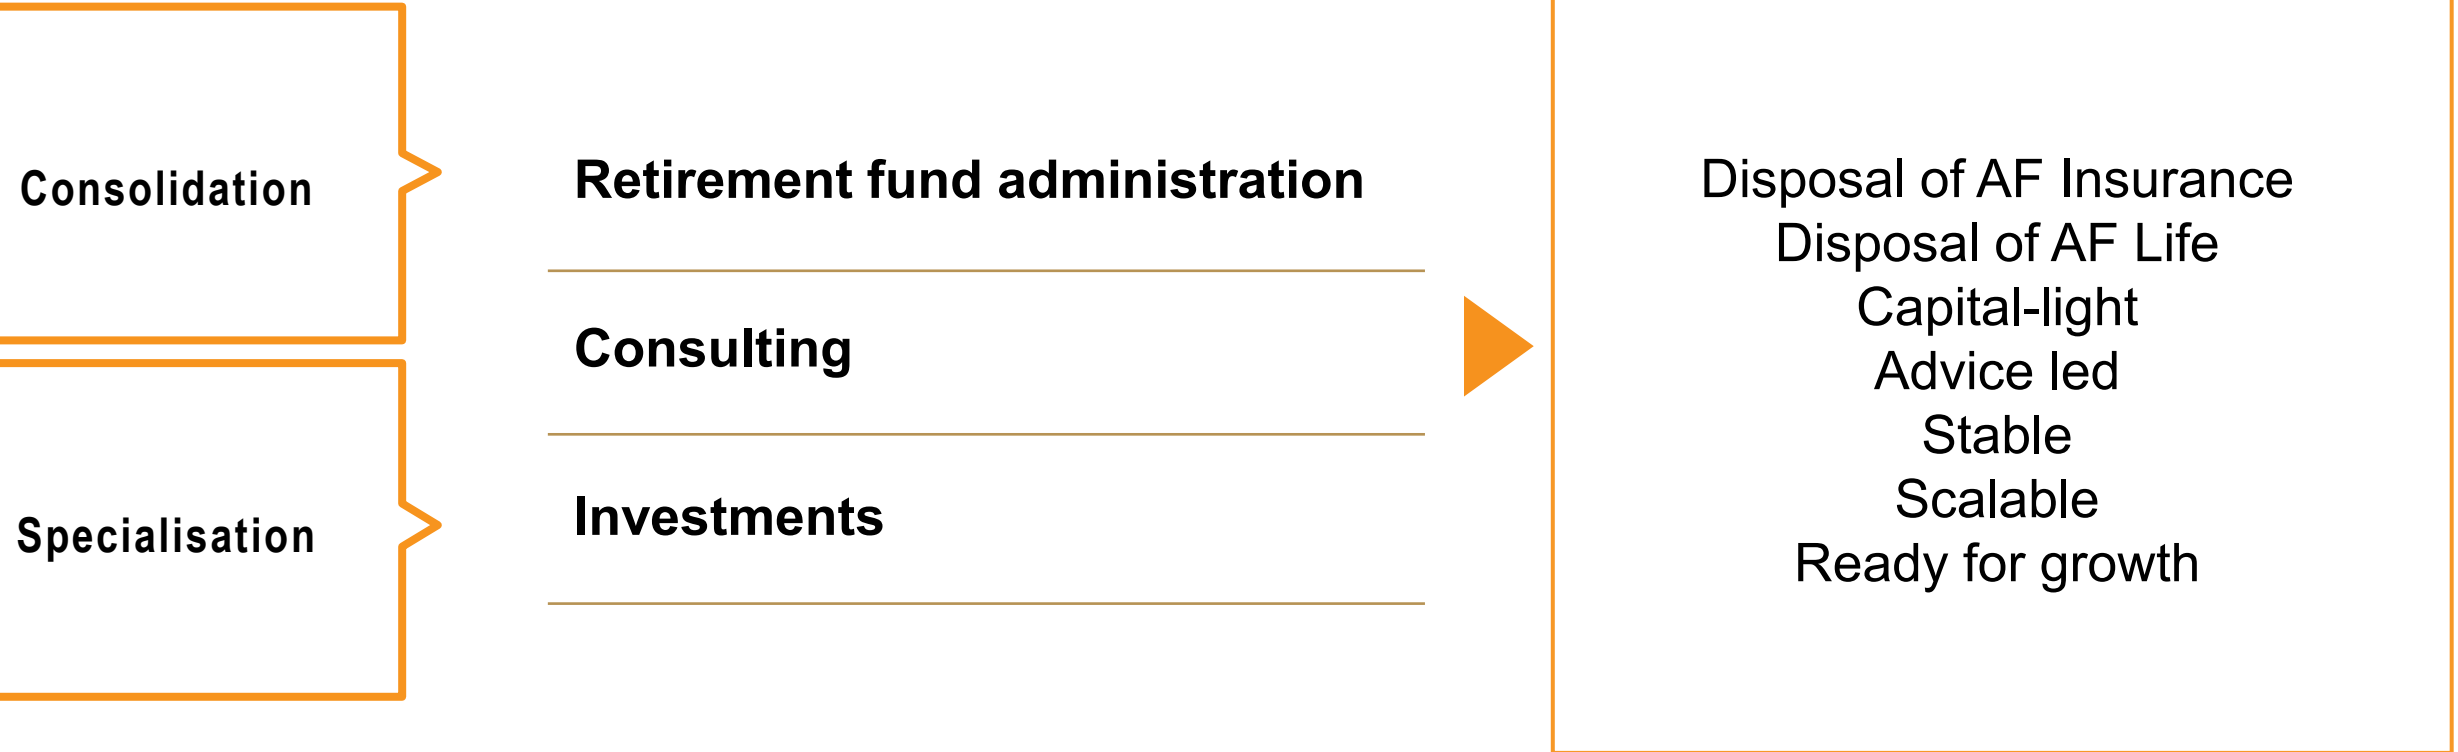 Consolidation
Specialisation
Retirement fund administration
Consulting
Investments
Disposal of AF Insurance
Disposal of AF Life
Capital-light
Advice led
Stable
Scalable
Ready for growth